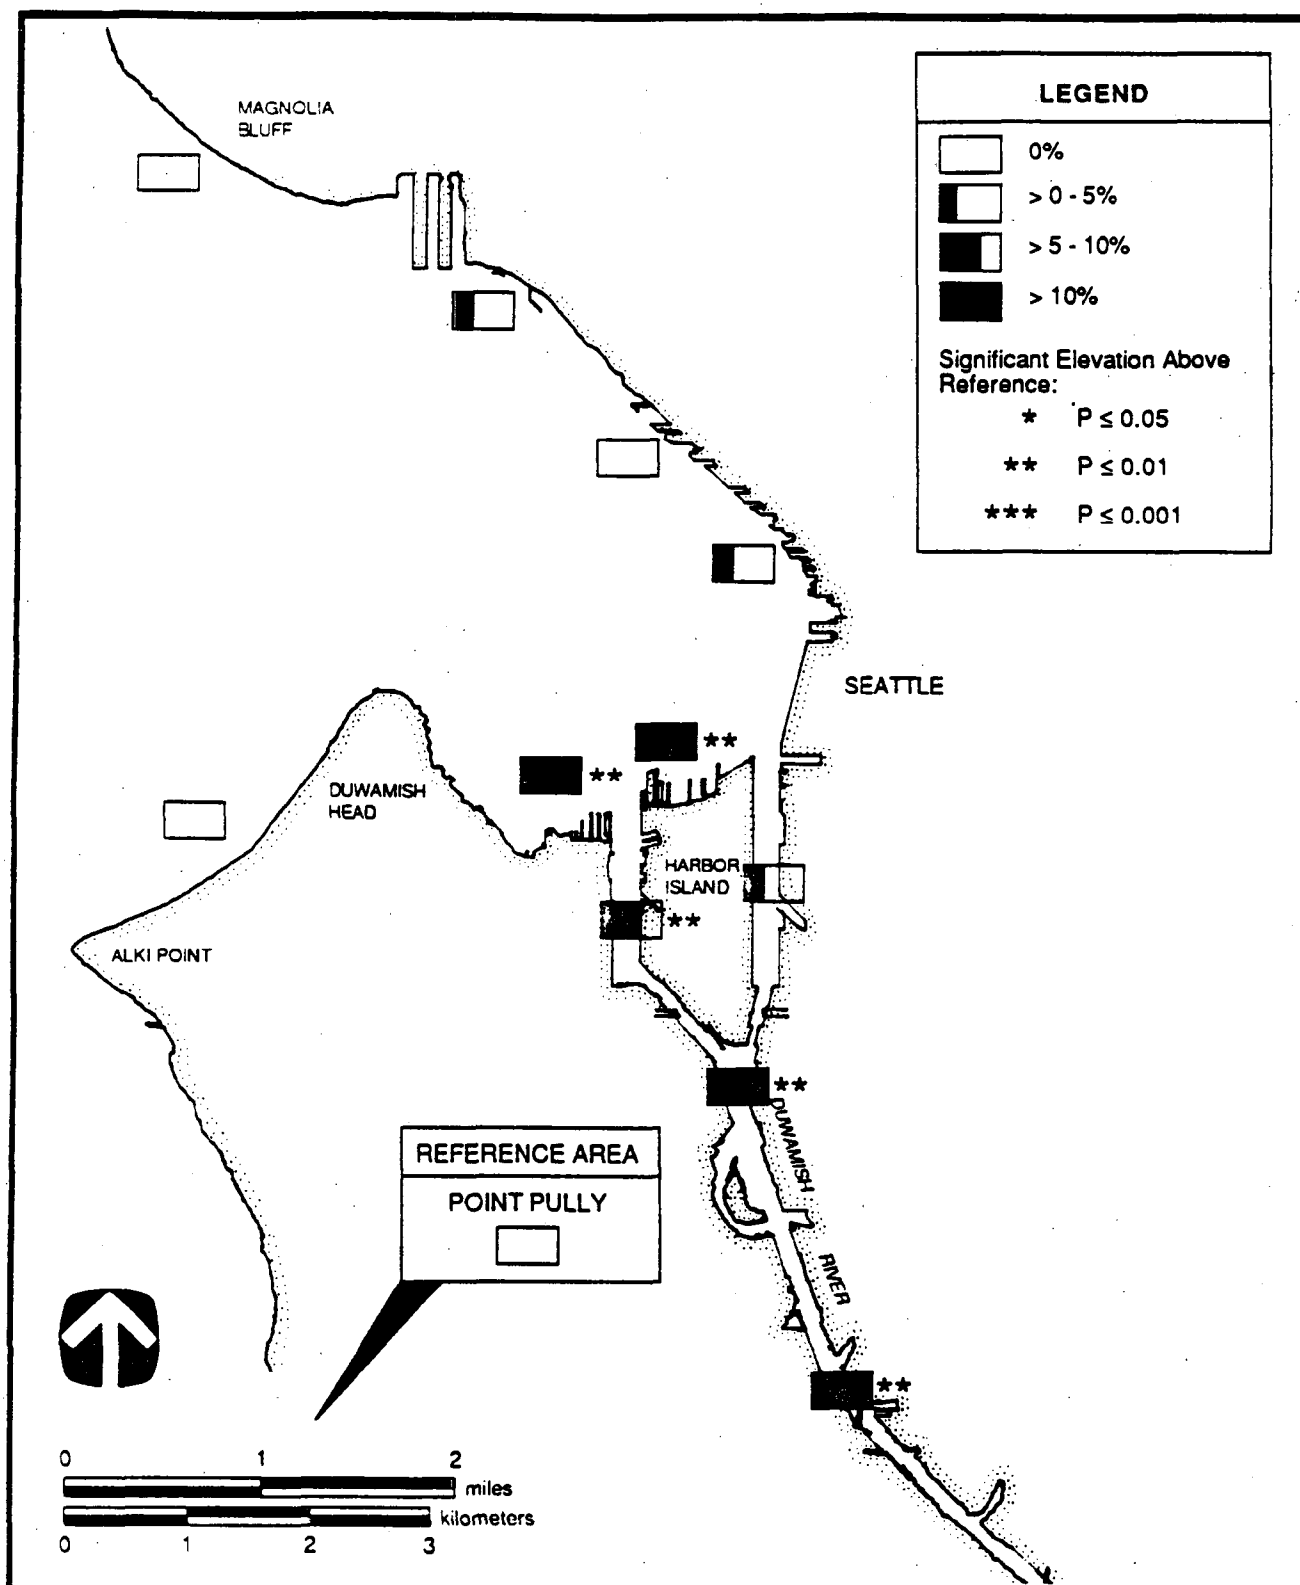 MAGNOLIA
BLUFF
LEGEND
0%
> 0 - 5%
> 5 - 10%
> 10%
Significant Elevation Above
Reference:
* P ≤ 0.05
** P ≤ 0.01
*** P ≤ 0.001
SEATTLE
**
**
DUWAMISH
HEAD
HARBOR
ISLAND
**
ALKI POINT
**
DUWAMISH
RIVER
REFERENCE AREA
POINT PULLY
**
0 1 2
miles
kilometers
0 1 2 3